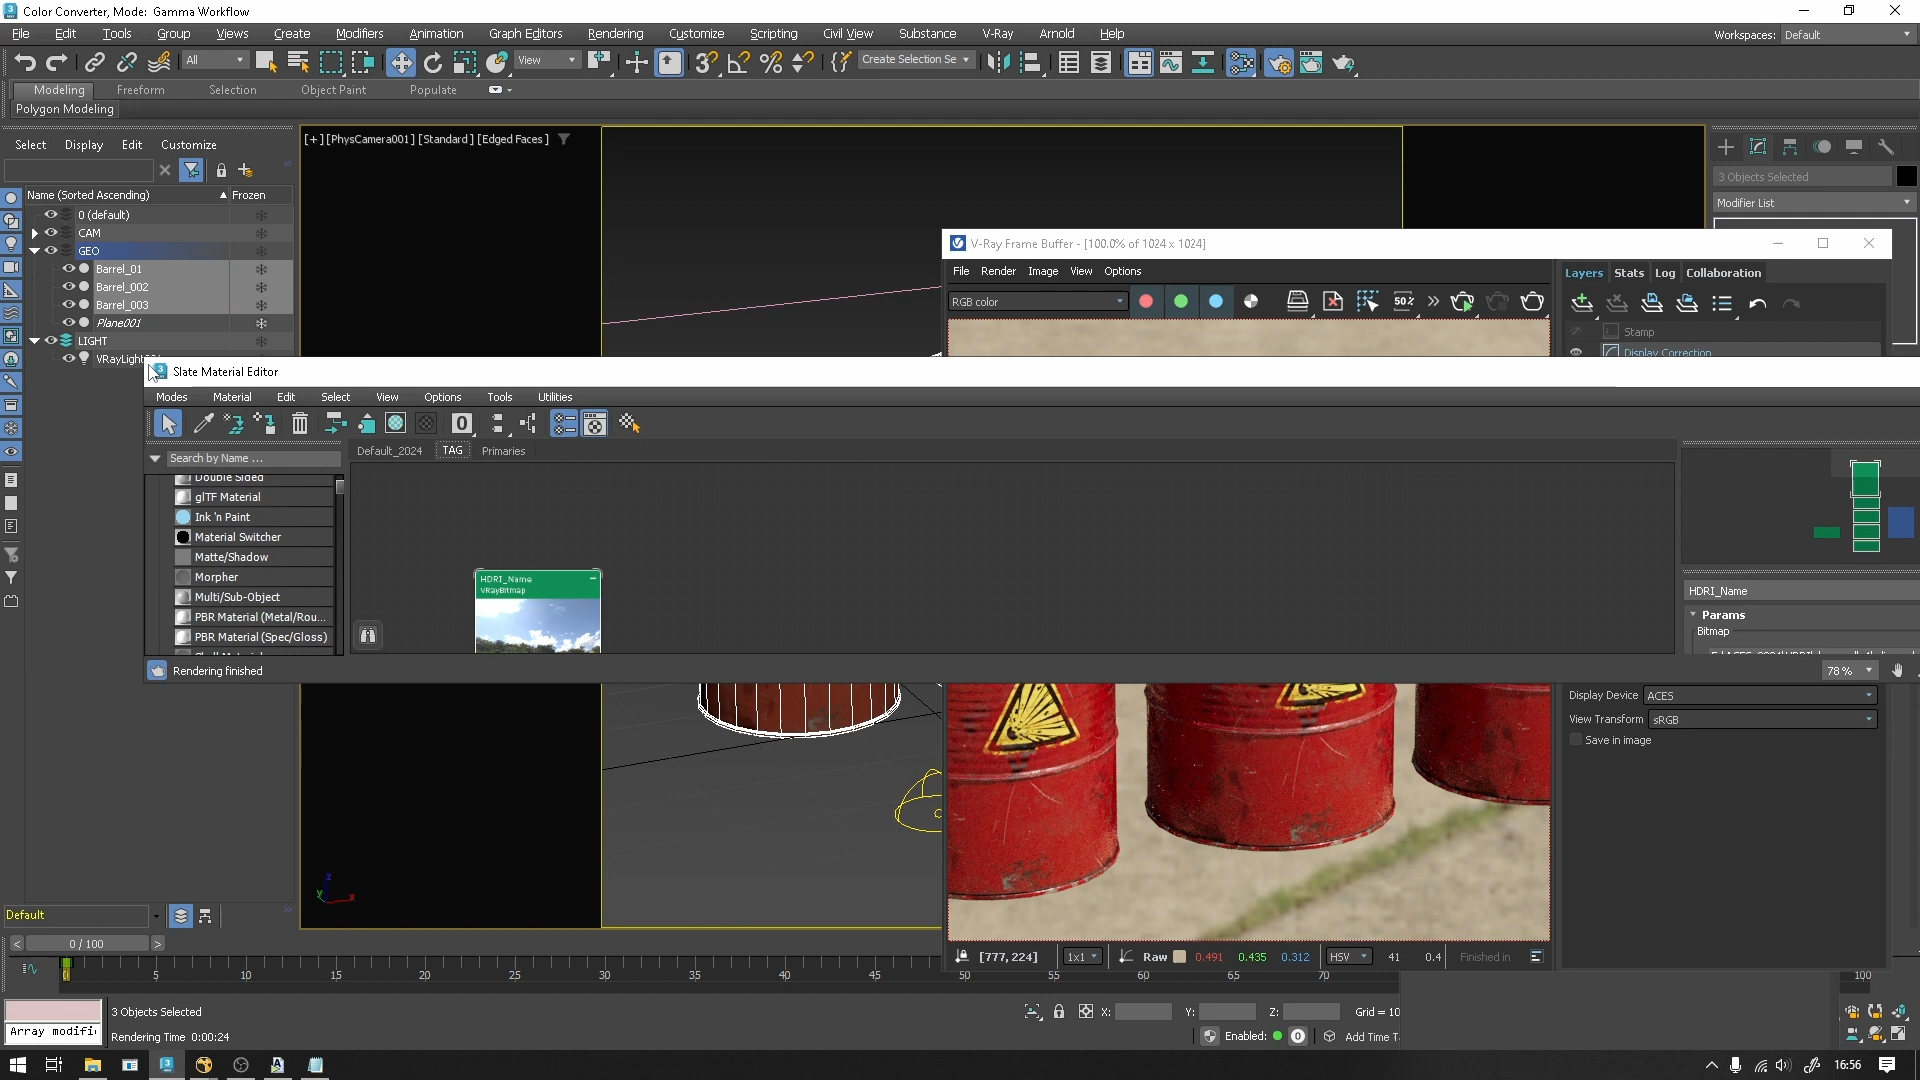 Color Converter, Mode: Gamma Workflow
File Edit Tools Group Views Create Modifiers Animation Graph Editors Rendering Customize Scripting Civil View Substance V-Ray Arnold Help
Workspaces: Default
All
View
Create Selection Se
Modeling Freeform Selection Object Paint Populate
Polygon Modeling
Select Display Edit Customize
[+] [PhysCamera001] [Standard] [Edged Faces]
Name (Sorted Ascending) Frozen
0 (default)
CAM
GEO
Barrel_01
Barrel_002
Barrel_003
Plane001
LIGHT
3 Objects Selected
Modifier List
V-Ray Frame Buffer - [100.0% of 1024 x 1024]
File Render Image View Options
RGB color
50%
Layers Stats Log Collaboration
Stamp
Display Correction
Slate Material Editor
Modes Material Edit Select View Options Tools Utilities
Search by Name ...
Default_2024 TAG Primaries
Double Sided
glTF Material
Ink 'n Paint
Material Switcher
Matte/Shadow
Morpher
Multi/Sub-Object
PBR Material (Metal/Rou...
PBR Material (Spec/Gloss)
HDRI_Name
VRayBitmap
HDRI_Name
Params
Bitmap
Rendering finished
78 %
Display Device ACES
View Transform sRGB
Save in image
z
y
x
[777, 224] 1x1 Raw 0.491 0.435 0.312 HSV 41 0.4 Finished in
Default
0 / 100
0 5 10 15 20 25 30 35 40 45 50 55 60 65 70 100
Array modifi
3 Objects Selected
Rendering Time 0:00:24
X: Y: Z: Grid = 10
Enabled: 0 Add Time T
16:56